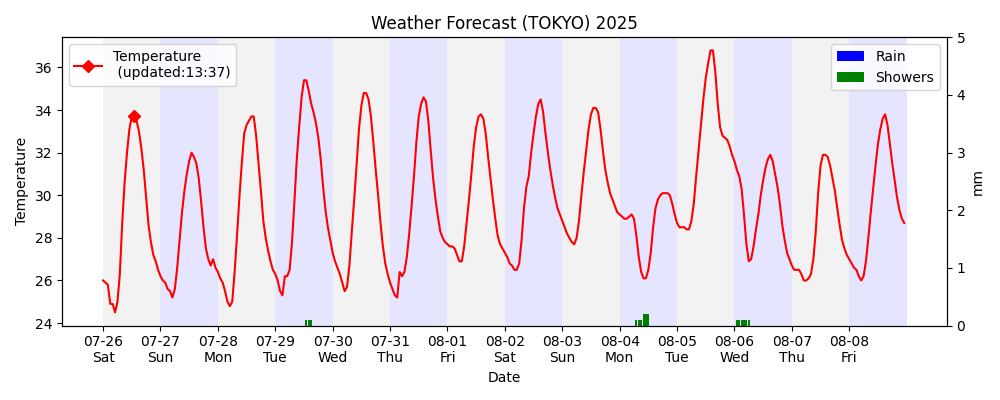 Weather Forecast (TOKYO) 2025
Temperature
(updated:13:37)
Rain
Showers
Temperature
36
34
32
30
28
26
24
5
4
3
2
1
0
mm
07-26 07-27 07-28 07-29 07-30 07-31 08-01 08-02 08-03 08-04 08-05 08-06 08-07 08-08
Sat Sun Mon Tue Wed Thu Fri Sat Sun Mon Tue Wed Thu Fri
Date